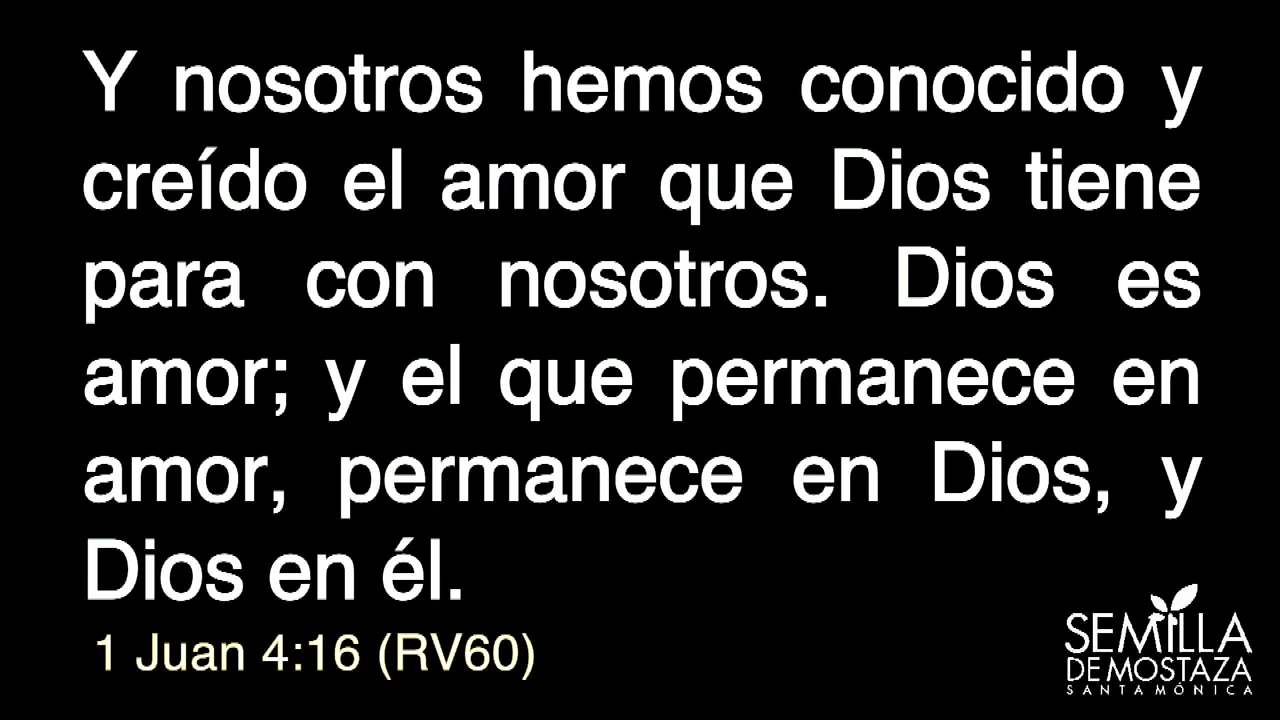 Y nosotros hemos conocido y
creído el amor que Dios tiene
para con nosotros. Dios es
amor; y el que permanece en
amor, permanece en Dios, y
Dios en él.
1 Juan 4:16 (RV60)
SEMILLA
DE MOSTAZA
SANTA MÓNICA